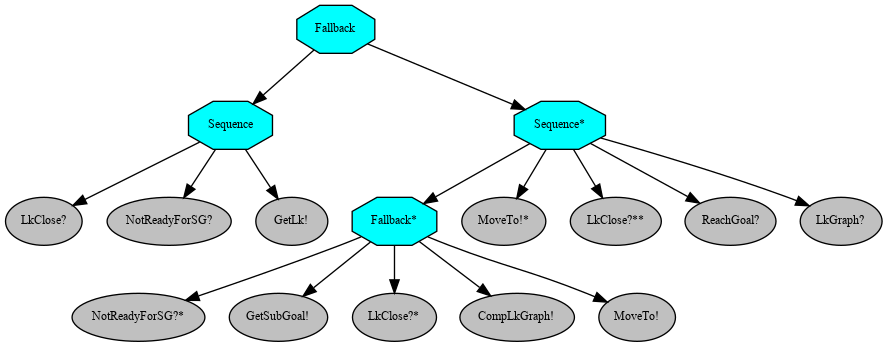 Fallback
Sequence
Sequence*
LkClose?
NotReadyForSG?
GetLk!
Fallback*
MoveTo!*
LkClose?**
ReachGoal?
LkGraph?
NotReadyForSG?*
GetSubGoal!
LkClose?*
CompLkGraph!
MoveTo!